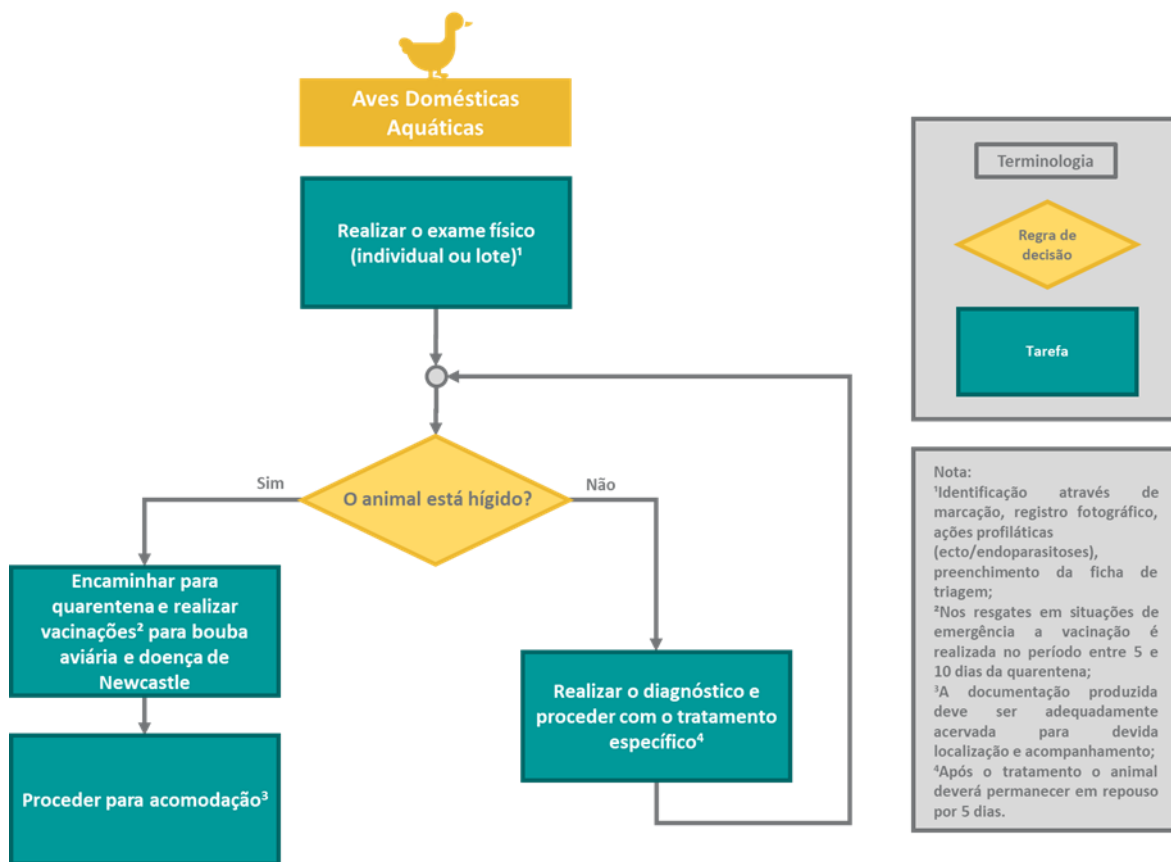 Aves Domésticas
Aquáticas
Realizar o exame físico
(individual ou lote)¹
O animal está hígido?
Sim
Não
Encaminhar para
quarentena e realizar
vacinações² para bouba
aviária e doença de
Newcastle
Proceder para acomodação³
Realizar o diagnóstico e
proceder com o tratamento
específico⁴
Terminologia
Regra de
decisão
Tarefa
Nota:
¹Identificação através de
marcação, registro fotográfico,
ações profiláticas
(ecto/endoparasitoses),
preenchimento da ficha de
triagem;
²Nos resgates em situações de
emergência a vacinação é
realizada no período entre 5 e
10 dias da quarentena;
³A documentação produzida
deve ser adequadamente
acervada para devida
localização e acompanhamento;
⁴Após o tratamento o animal
deverá permanecer em repouso
por 5 dias.